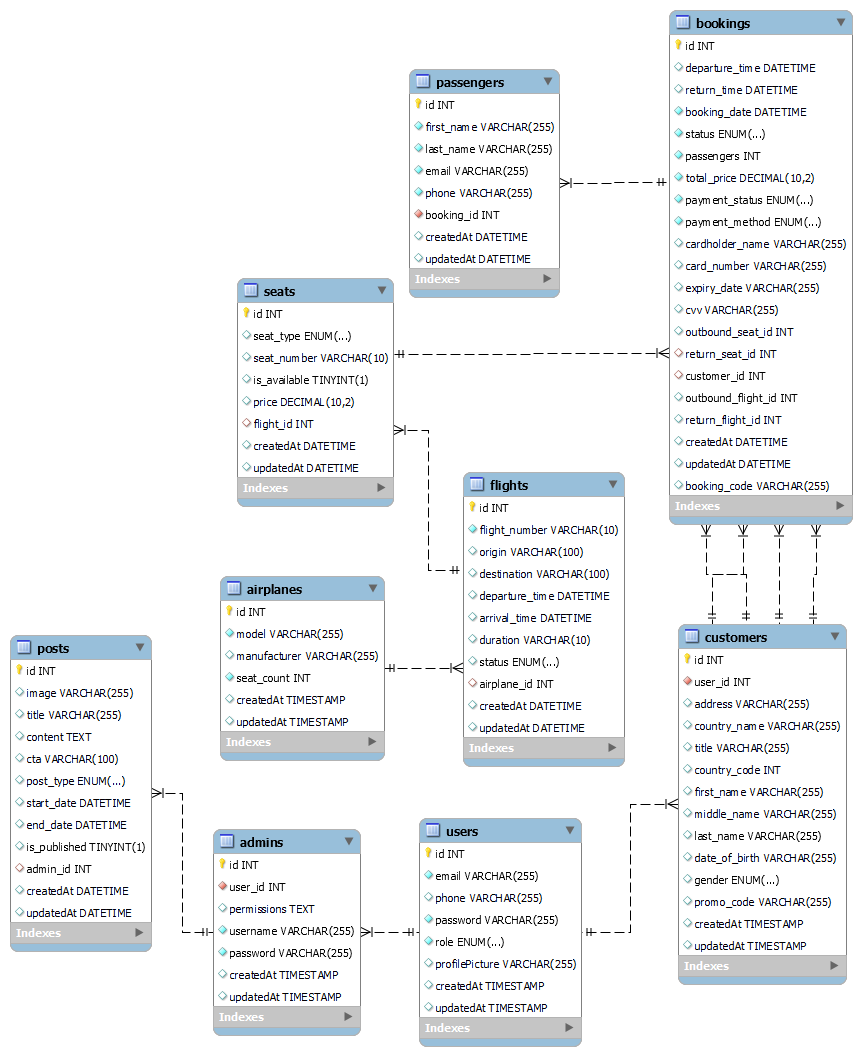 bookings
id INT
departure_time DATETIME
return_time DATETIME
booking_date DATETIME
status ENUM(...)
passengers INT
total_price DECIMAL(10,2)
payment_status ENUM(...)
payment_method ENUM(...)
cardholder_name VARCHAR(255)
card_number VARCHAR(255)
expiry_date VARCHAR(255)
cvv VARCHAR(255)
outbound_seat_id INT
return_seat_id INT
customer_id INT
outbound_flight_id INT
return_flight_id INT
createdAt DATETIME
updatedAt DATETIME
booking_code VARCHAR(255)
Indexes
passengers
id INT
first_name VARCHAR(255)
last_name VARCHAR(255)
email VARCHAR(255)
phone VARCHAR(255)
booking_id INT
createdAt DATETIME
updatedAt DATETIME
Indexes
seats
id INT
seat_type ENUM(...)
seat_number VARCHAR(10)
is_available TINYINT(1)
price DECIMAL(10,2)
flight_id INT
createdAt DATETIME
updatedAt DATETIME
Indexes
flights
id INT
flight_number VARCHAR(10)
origin VARCHAR(100)
destination VARCHAR(100)
departure_time DATETIME
arrival_time DATETIME
duration VARCHAR(10)
status ENUM(...)
airplane_id INT
createdAt DATETIME
updatedAt DATETIME
Indexes
airplanes
id INT
model VARCHAR(255)
manufacturer VARCHAR(255)
seat_count INT
createdAt TIMESTAMP
updatedAt TIMESTAMP
Indexes
posts
id INT
image VARCHAR(255)
title VARCHAR(255)
content TEXT
cta VARCHAR(100)
post_type ENUM(...)
start_date DATETIME
end_date DATETIME
is_published TINYINT(1)
admin_id INT
createdAt DATETIME
updatedAt DATETIME
Indexes
customers
id INT
user_id INT
address VARCHAR(255)
country_name VARCHAR(255)
title VARCHAR(255)
country_code INT
first_name VARCHAR(255)
middle_name VARCHAR(255)
last_name VARCHAR(255)
date_of_birth VARCHAR(255)
gender ENUM(...)
promo_code VARCHAR(255)
createdAt TIMESTAMP
updatedAt TIMESTAMP
Indexes
admins
id INT
user_id INT
permissions TEXT
username VARCHAR(255)
password VARCHAR(255)
createdAt TIMESTAMP
updatedAt TIMESTAMP
Indexes
users
id INT
email VARCHAR(255)
phone VARCHAR(255)
password VARCHAR(255)
role ENUM(...)
profilePicture VARCHAR(255)
createdAt TIMESTAMP
updatedAt TIMESTAMP
Indexes